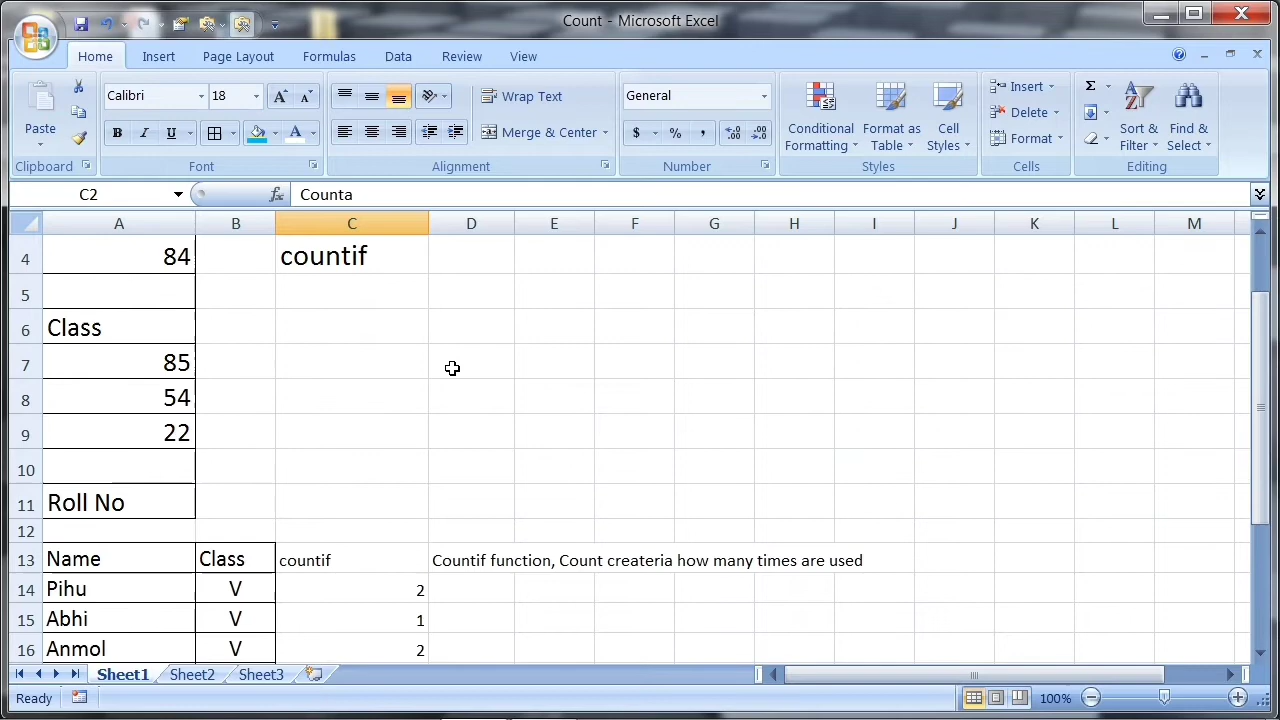 Count - Microsoft Excel
Home Insert Page Layout Formulas Data Review View
Paste
Clipboard
Calibri 18
B I U
Font
Wrap Text
Merge & Center
Alignment
General
$ % ,
Number
Conditional Formatting
Format as Table
Cell Styles
Styles
Insert
Delete
Format
Cells
Sort & Filter
Find & Select
Editing
C2 fx Counta
A B C D E F G H I J K L M
4 84 countif
5
6 Class
7 85
8 54
9 22
10
11 Roll No
12
13 Name Class countif Countif function, Count createria how many times are used
14 Pihu V 2
15 Abhi V 1
16 Anmol V 2
Sheet1 Sheet2 Sheet3
Ready 100%